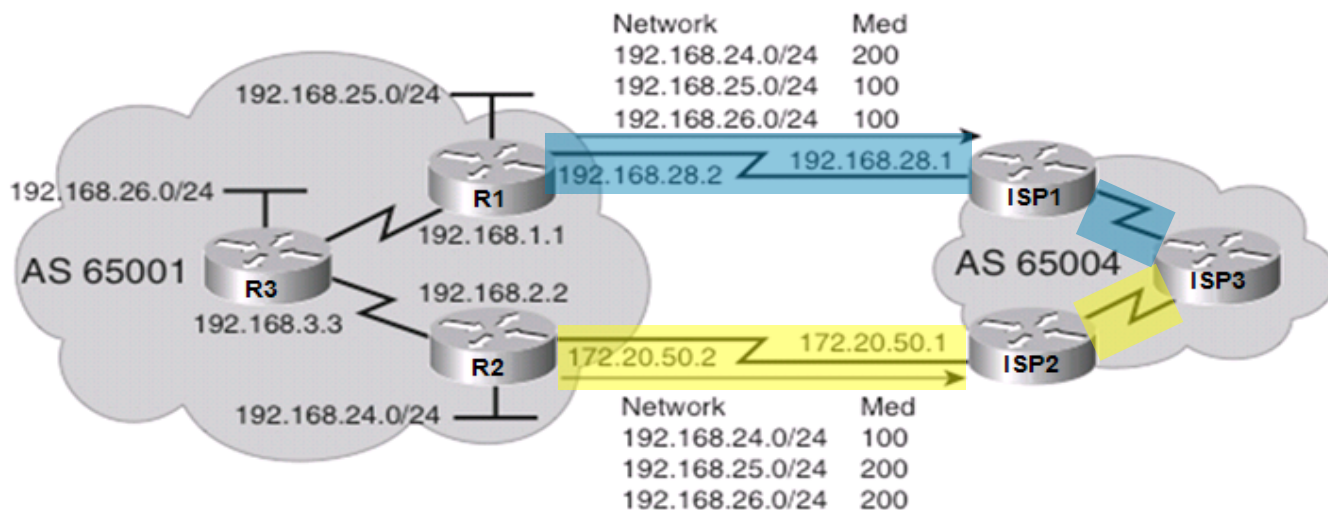 Network Med
192.168.24.0/24 200
192.168.25.0/24 100
192.168.26.0/24 100
192.168.25.0/24
192.168.28.2 192.168.28.1
R1
ISP1
192.168.26.0/24
192.168.1.1
AS 65001
R3
AS 65004
ISP3
192.168.2.2
192.168.3.3
172.20.50.2 172.20.50.1
R2
ISP2
192.168.24.0/24
Network Med
192.168.24.0/24 100
192.168.25.0/24 200
192.168.26.0/24 200